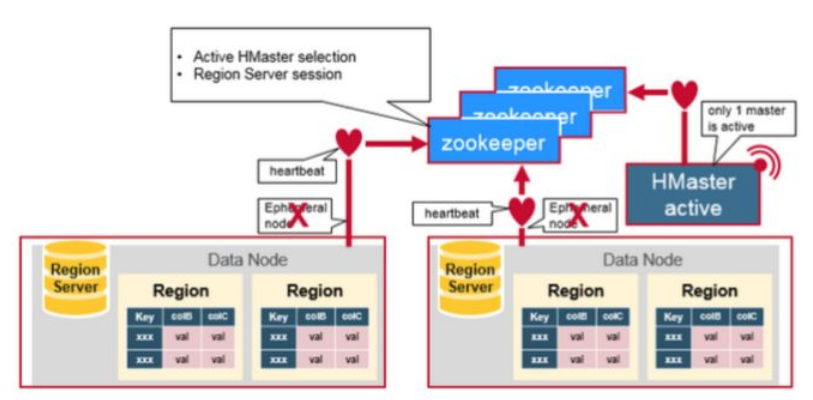 • Active HMaster selection
• Region Server session
zookeeper
zookeeper
zookeeper
only 1 master
is active
HMaster
active
heartbeat
Ephemeral
node
X
heartbeat
Ephemeral
node
X
Region
Server
Data Node
Region
Key colB colC
xxx val val
xxx val val
Region
Key colB colC
xxx val val
xxx val val
Region
Server
Data Node
Region
Key colB colC
xxx val val
xxx val val
Region
Key colB colC
xxx val val
xxx val val